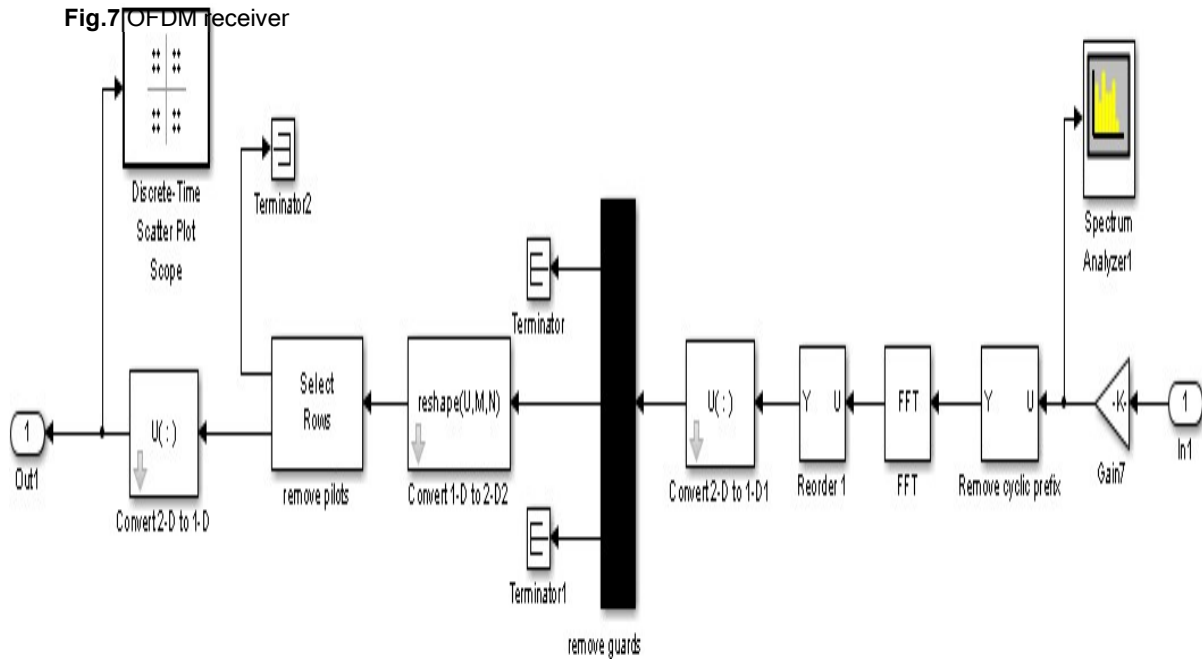 Fig.7 OFDM receiver
Discrete-Time
Scatter Plot
Scope
Terminator2
Spectrum
Analyzer1
Terminator
Out1
U( : )
Convert 2-D to 1-D
Select
Rows
remove pilots
reshape(U,M,N)
Convert 1-D to 2-D2
Terminator1
remove guards
U( : )
Convert 2-D to 1-D1
Y U
Reorder 1
FFT
FFT
Y U
Remove cyclic prefix
-K-
Gain7
1
In1
1